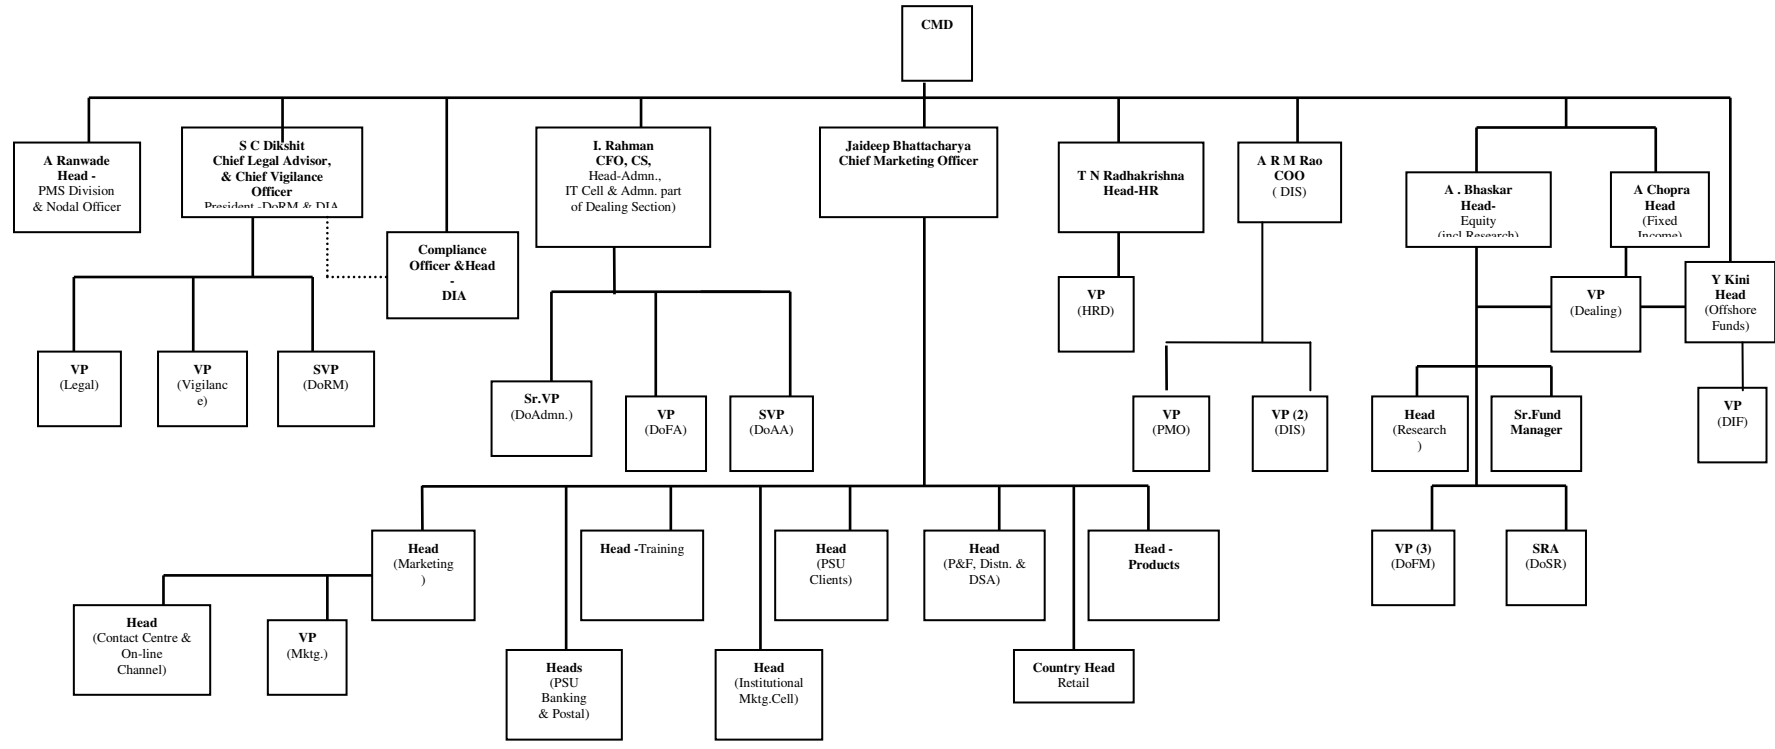 CMD
A Ranwade
Head -
PMS Division
& Nodal Officer
S C Dikshit
Chief Legal Advisor,
& Chief Vigilance
Officer
President -DoRM & DIA
Compliance
Officer &Head
-
DIA
I. Rahman
CFO, CS,
Head-Admn.,
IT Cell & Admn. part
of Dealing Section)
Jaideep Bhattacharya
Chief Marketing Officer
T N Radhakrishna
Head-HR
A R M Rao
COO
( DIS)
A . Bhaskar
Head-
Equity
(incl.Research)
A Chopra
Head
(Fixed
Income)
Y Kini
Head
(Offshore
Funds)
VP
(Dealing)
VP
(HRD)
VP
(Legal)
VP
(Vigilanc
e)
SVP
(DoRM)
Sr.VP
(DoAdmn.)
VP
(DoFA)
SVP
(DoAA)
VP
(PMO)
VP (2)
(DIS)
Head
(Research
)
Sr.Fund
Manager
VP
(DIF)
Head
(Marketing
)
Head -Training
Head
(PSU
Clients)
Head
(P&F, Distn. &
DSA)
Head -
Products
VP (3)
(DoFM)
SRA
(DoSR)
Head
(Contact Centre &
On-line
Channel)
VP
(Mktg.)
Heads
(PSU
Banking
& Postal)
Head
(Institutional
Mktg.Cell)
Country Head
Retail